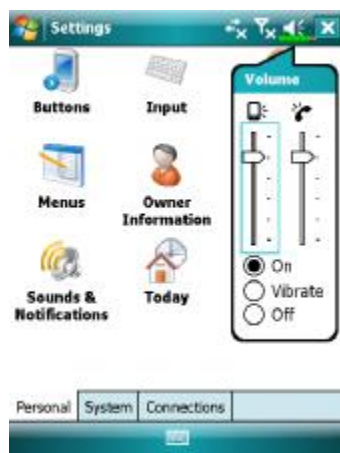 Settings
Volume
Buttons
Input
Menus
Owner
Information
On
Vibrate
Off
Sounds &
Notifications
Today
Personal
System
Connections